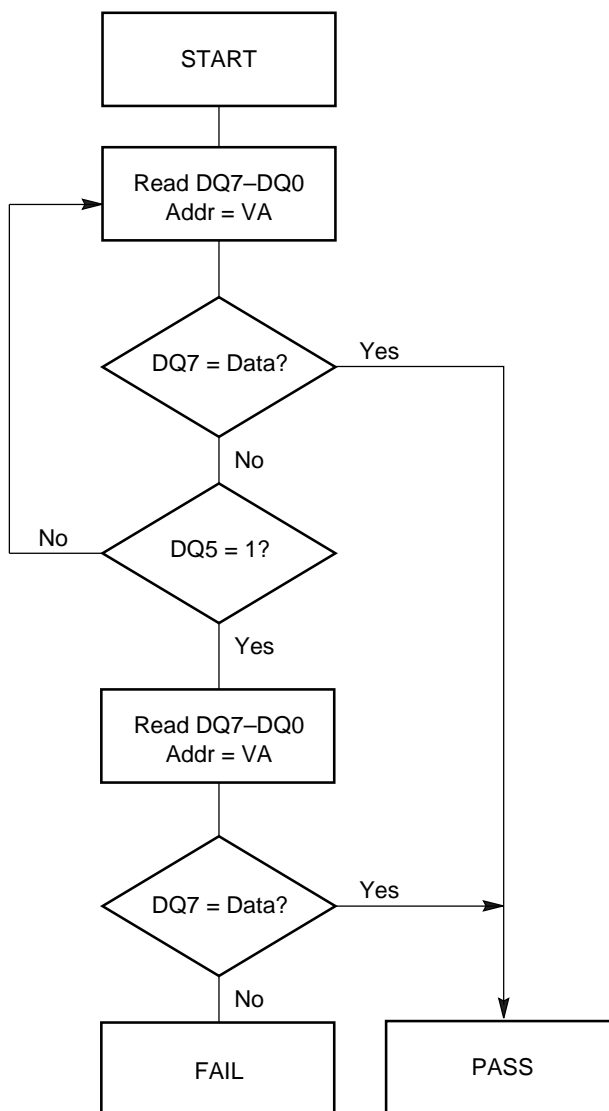 START
Read DQ7–DQ0
Addr = VA
DQ7 = Data?
Yes
No
DQ5 = 1?
No
Yes
Read DQ7–DQ0
Addr = VA
DQ7 = Data?
Yes
No
FAIL
PASS